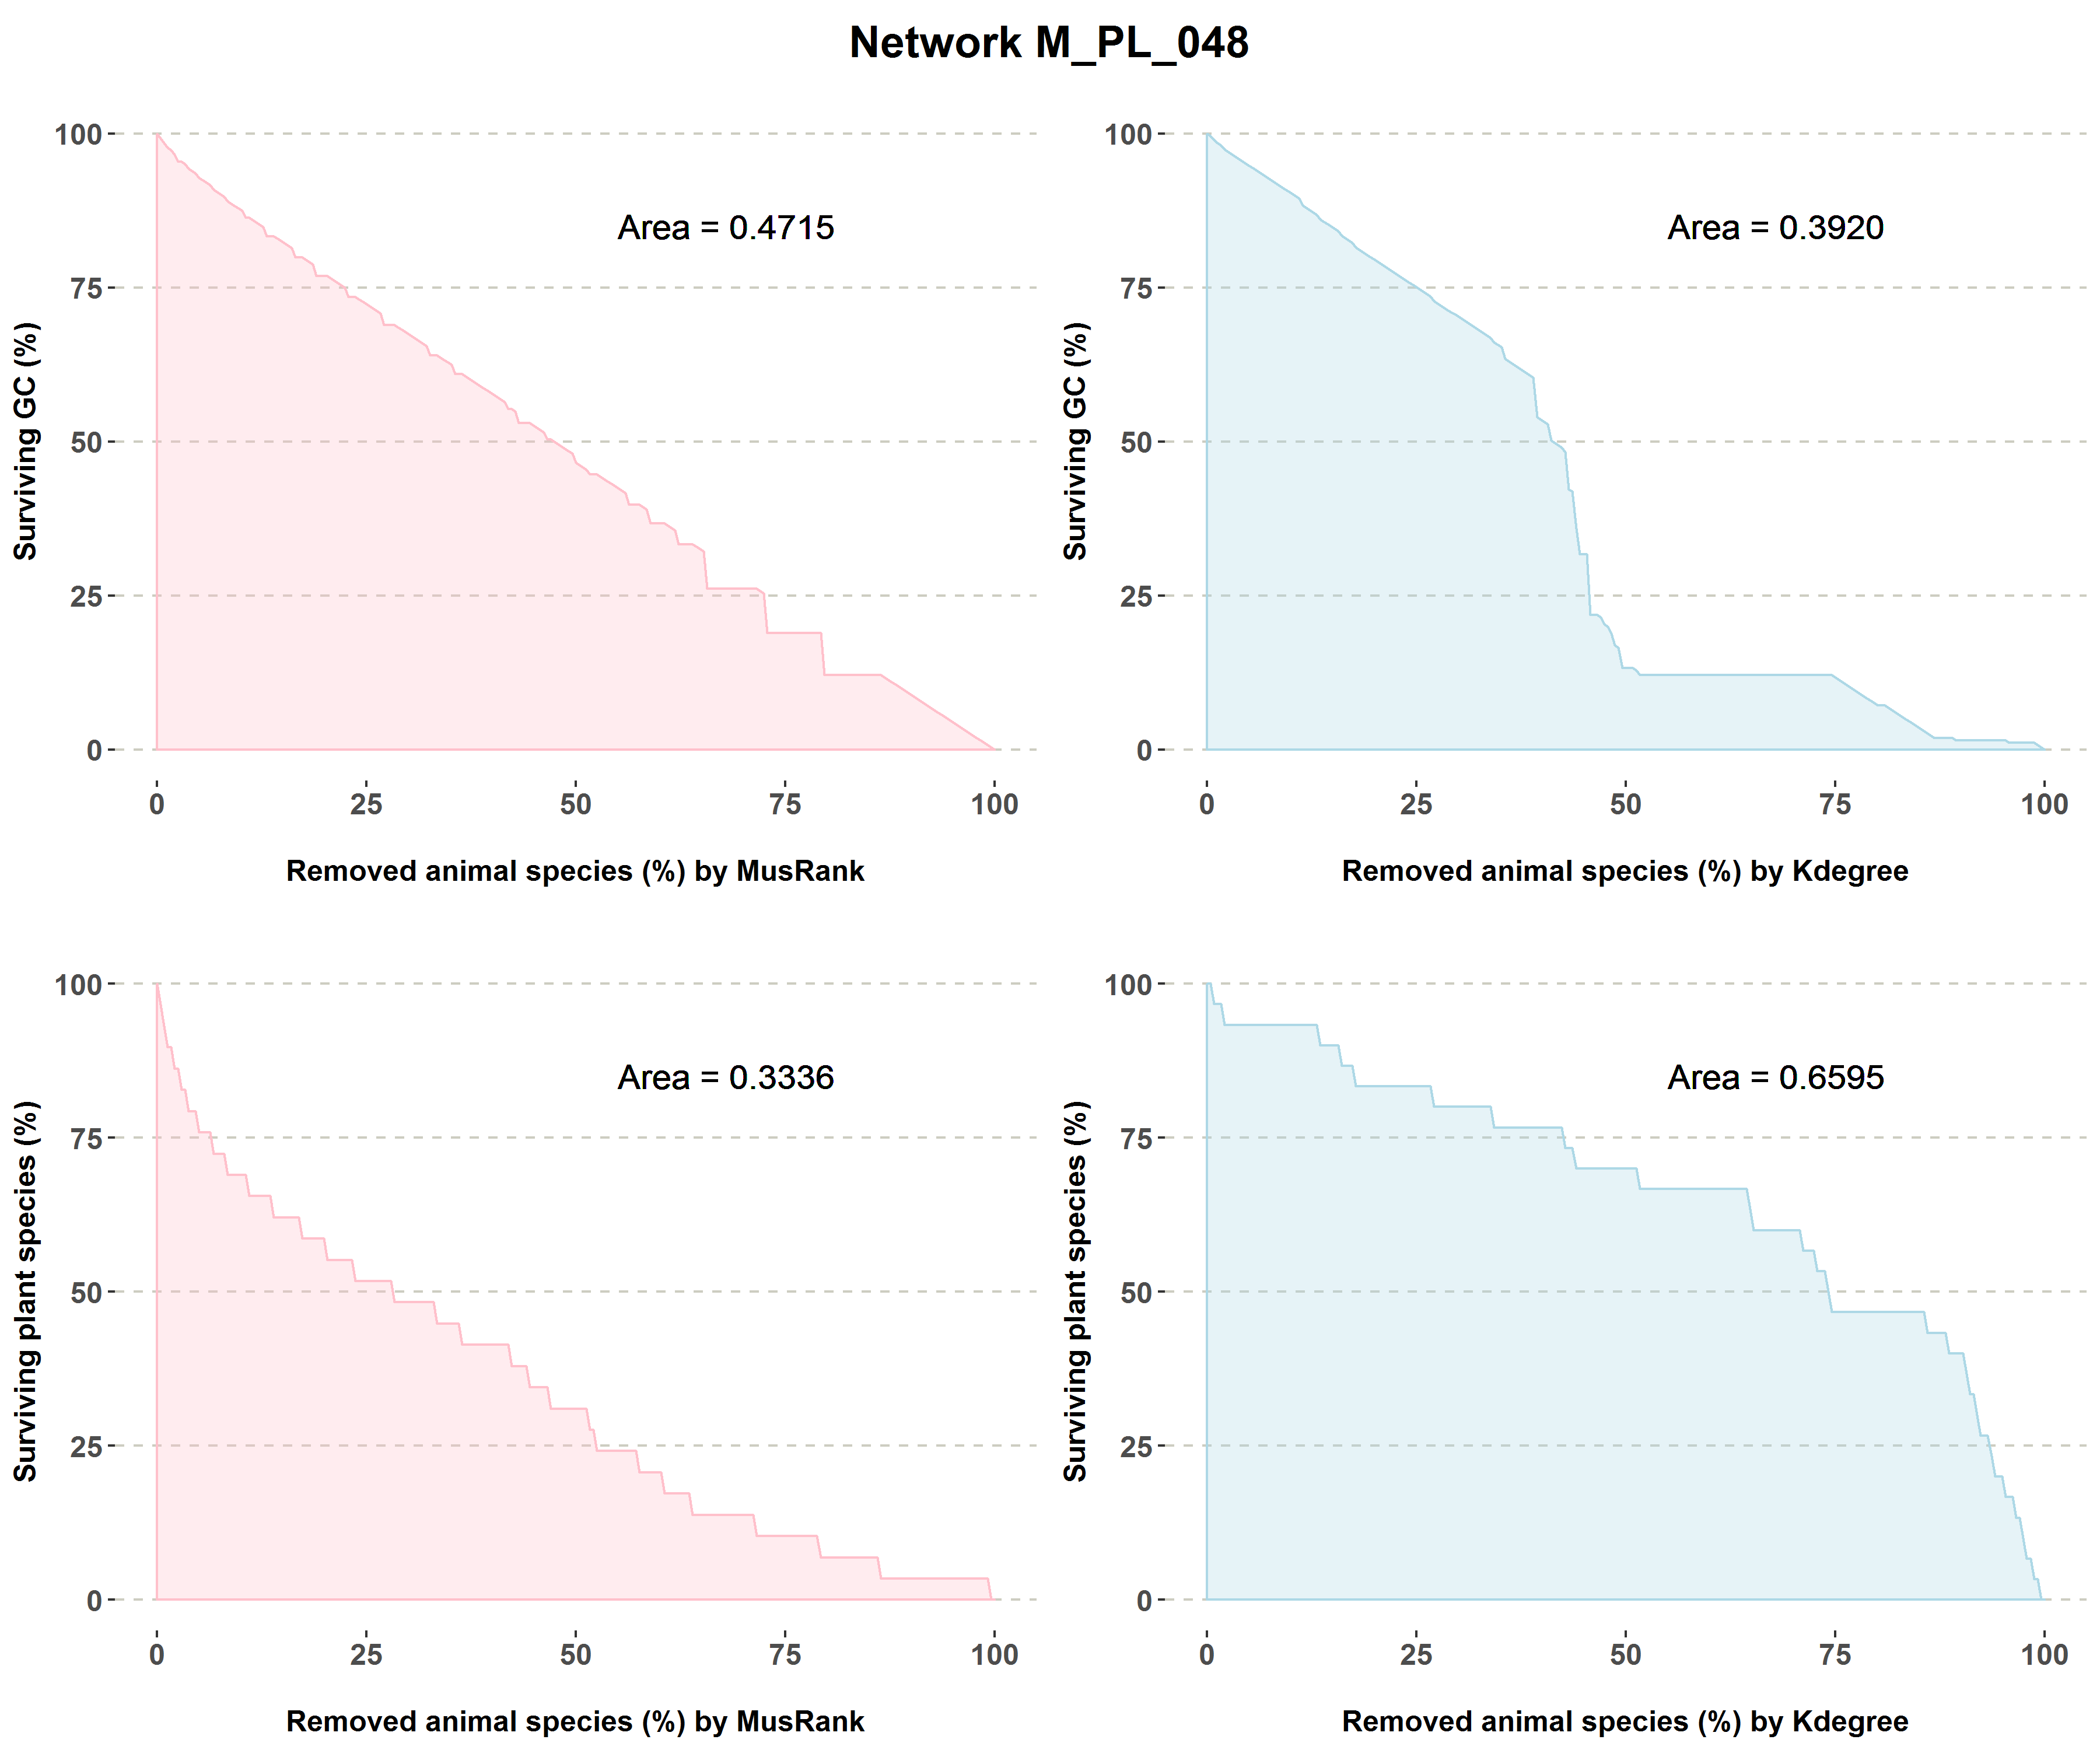 Network M_PL_048
100
75
50
25
0
Surviving GC (%)
Area = 0.4715
0 25 50 75 100
Removed animal species (%) by MusRank
100
75
50
25
0
Surviving GC (%)
Area = 0.3920
0 25 50 75 100
Removed animal species (%) by Kdegree
100
75
50
25
0
Surviving plant species (%)
Area = 0.3336
0 25 50 75 100
Removed animal species (%) by MusRank
100
75
50
25
0
Surviving plant species (%)
Area = 0.6595
0 25 50 75 100
Removed animal species (%) by Kdegree